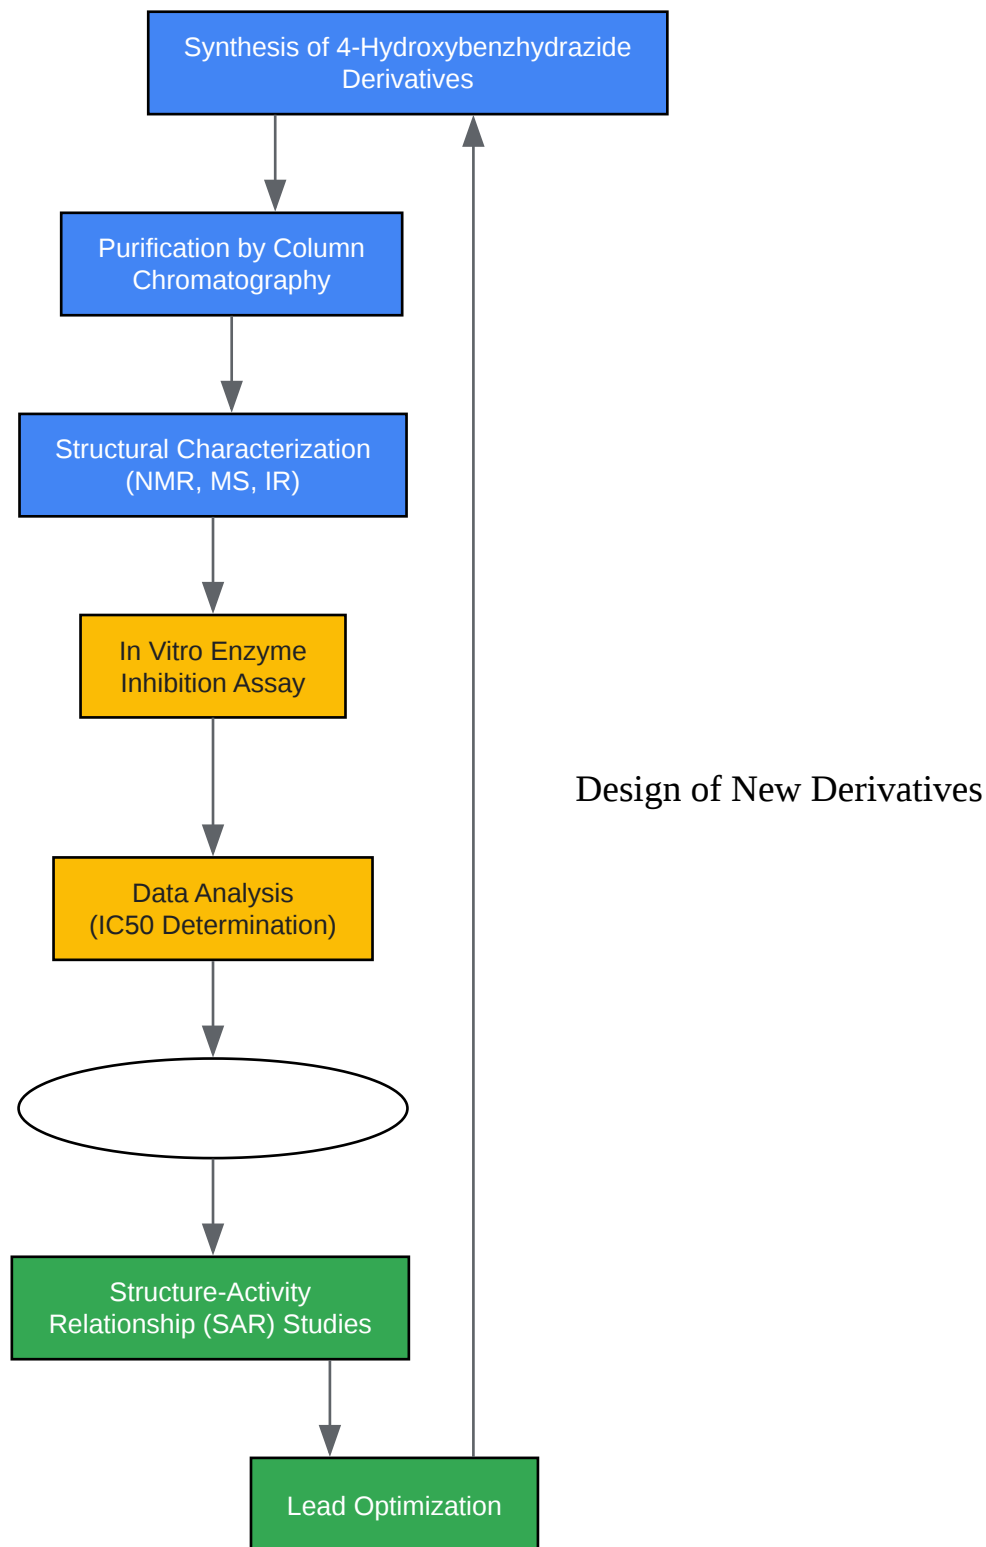 Synthesis of 4-Hydroxybenzhydrazide
Derivatives
Purification by Column
Chromatography
Structural Characterization
(NMR, MS, IR)
In Vitro Enzyme
Inhibition Assay
Design of New Derivatives
Data Analysis
(IC50 Determination)
Structure-Activity
Relationship (SAR) Studies
Lead Optimization